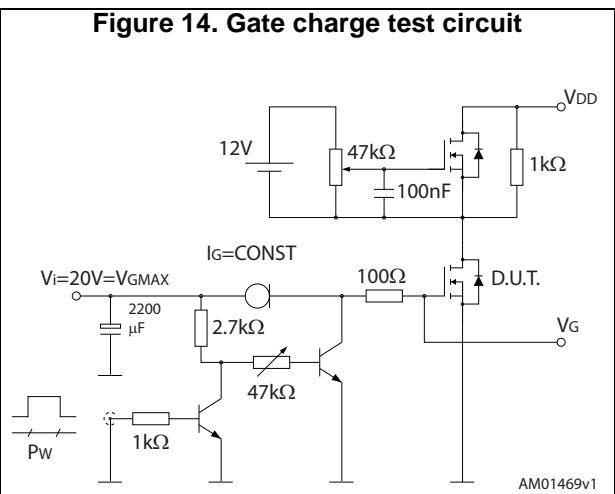 Figure 14. Gate charge test circuit
VDD
12V
47kΩ
1kΩ
100nF
IG=CONST
Vi=20V=VGMAX
100Ω
D.U.T.
2200
μF
2.7kΩ
VG
47kΩ
1kΩ
PW
AM01469v1